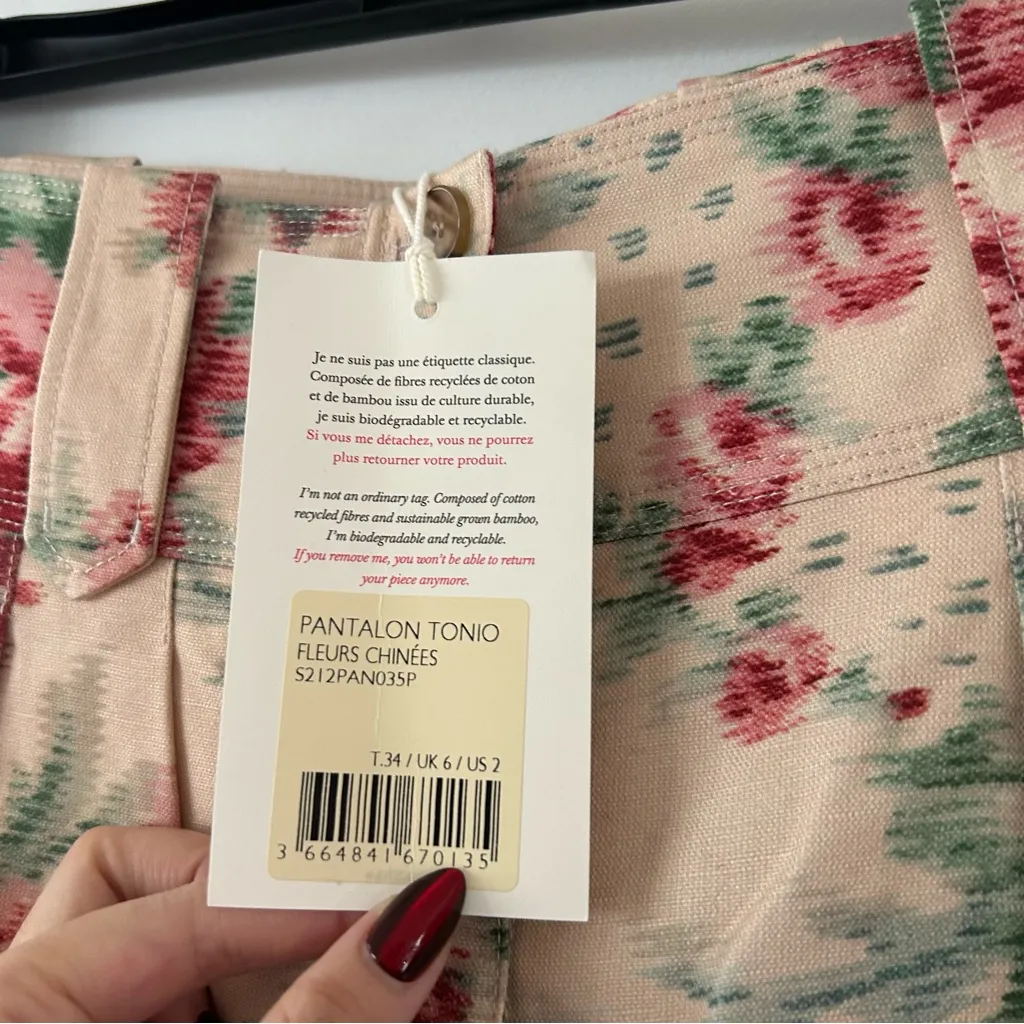 Je ne suis pas une étiquette classique.
Composée de fibres recyclées de coton
et de bambou issu de culture durable,
je suis biodégradable et recyclable.
Si vous me détachez, vous ne pourrez
plus retourner votre produit.
I'm not an ordinary tag. Composed of cotton
recycled fibres and sustainable grown bamboo,
I'm biodegradable and recyclable.
If you remove me, you won't be able to return
your piece anymore.
PANTALON TONIO
FLEURS CHINÉES
S212PAN035P
T.34 / UK 6 / US 2
3 664841 670135